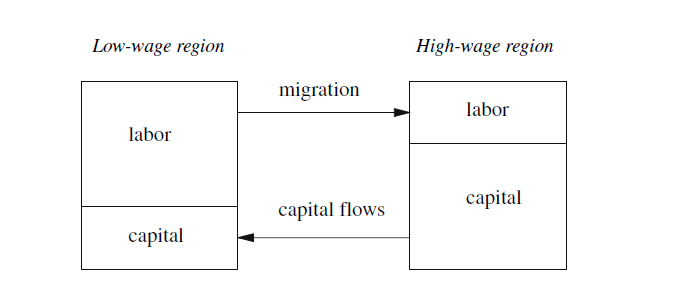 Low-wage region
High-wage region
migration
labor
labor
capital flows
capital
capital